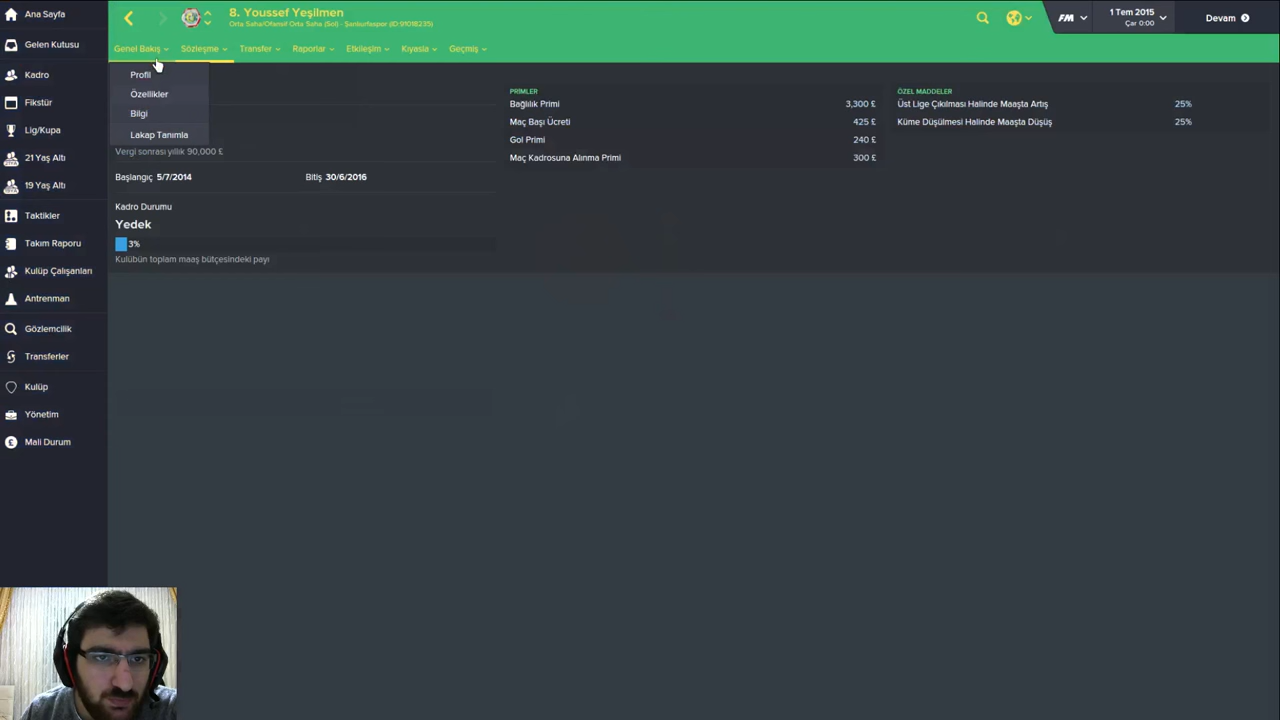 Ana Sayfa
Gelen Kutusu
Kadro
Fikstür
Lig/Kupa
21 Yaş Altı
19 Yaş Altı
Taktikler
Takım Raporu
Kulüp Çalışanları
Antrenman
Gözlemcilik
Transferler
Kulüp
Yönetim
Mali Durum
8. Youssef Yeşilmen
Orta Saha/Ofansif Orta Saha (Sol) - Şanlıurfaspor (ID:91018235)
FM
1 Tem 2015
Çar 0:00
Devam
Genel Bakış Sözleşme Transfer Raporlar Etkileşim Kıyasla Geçmiş
Profil
Özellikler
Bilgi
Lakap Tanımla
Vergi sonrası yıllık 90,000 £
Başlangıç 5/7/2014 Bitiş 30/6/2016
Kadro Durumu
Yedek
3%
Kulübün toplam maaş bütçesindeki payı
PRİMLER
Bağlılık Primi 3,300 £
Maç Başı Ücreti 425 £
Gol Primi 240 £
Maç Kadrosuna Alınma Primi 300 £
ÖZEL MADDELER
Üst Lige Çıkılması Halinde Maaşta Artış 25%
Küme Düşülmesi Halinde Maaşta Düşüş 25%